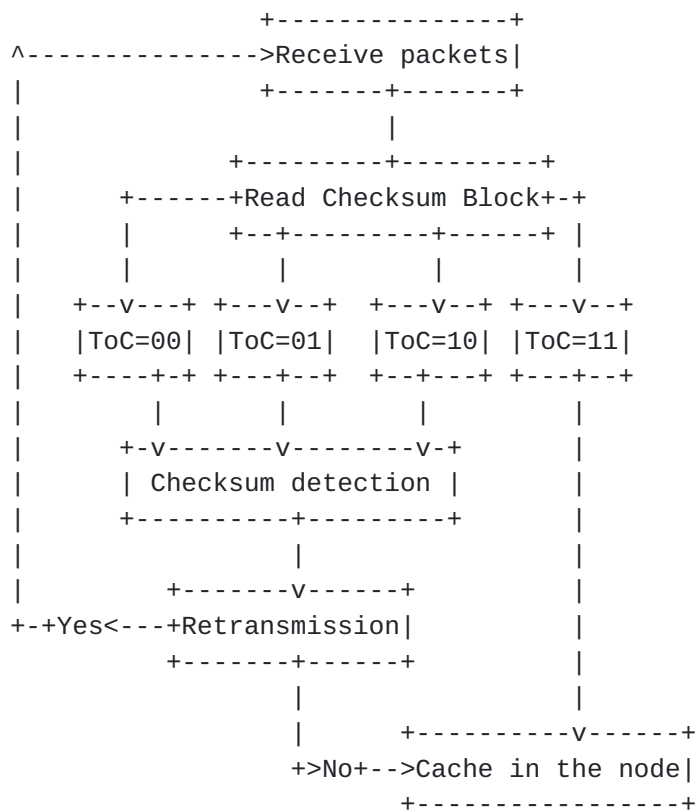 Receive packets
Read Checksum Block
ToC=00 ToC=01 ToC=10 ToC=11
Checksum detection
Yes Retransmission
No Cache in the node